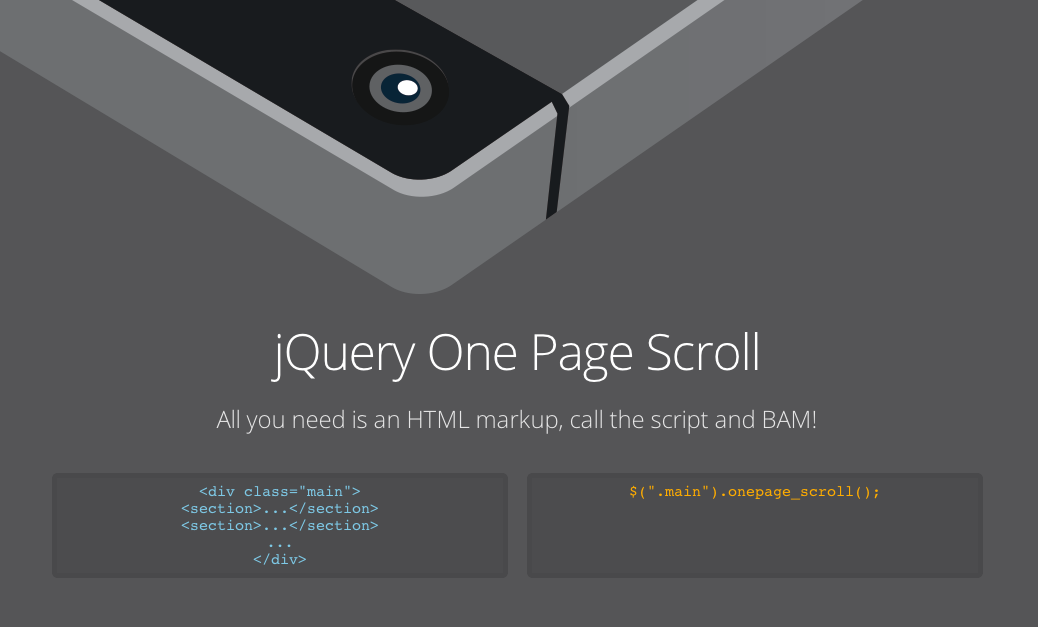 jQuery One Page Scroll
All you need is an HTML markup, call the script and BAM!
<div class="main">
<section>...</section>
<section>...</section>
...
</div>
$(".main").onepage_scroll();